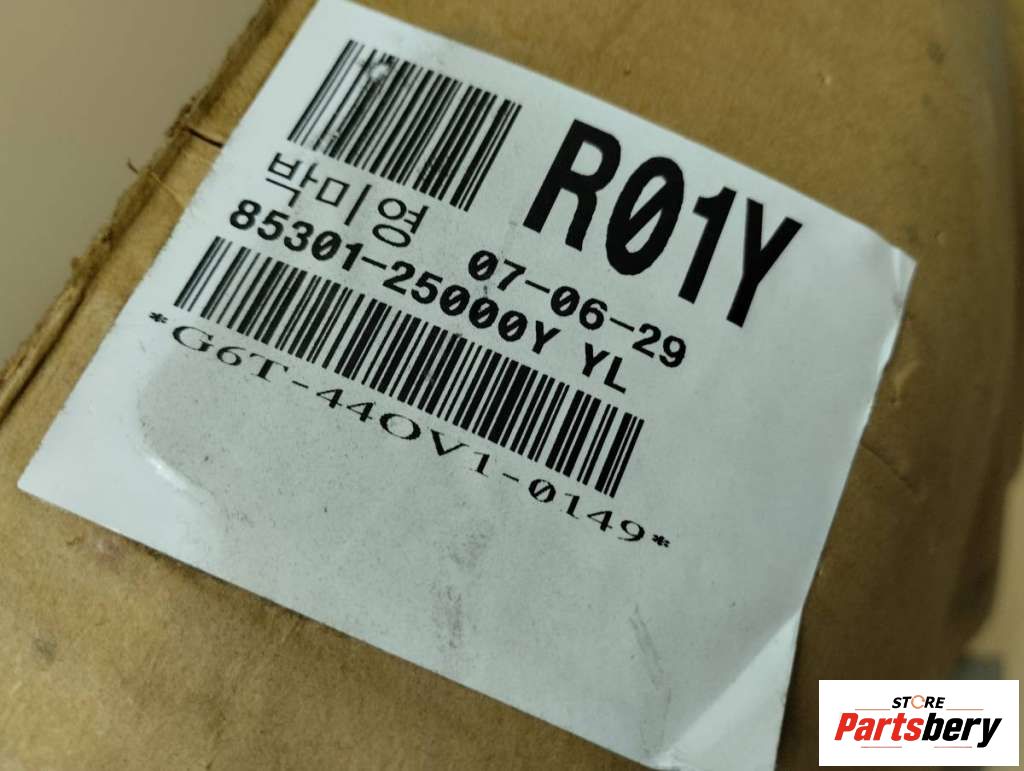 R01Y
박미영 07-06-29
85301-25000Y YL
*G6T-44OV1-0149*
STORE
Partsbery